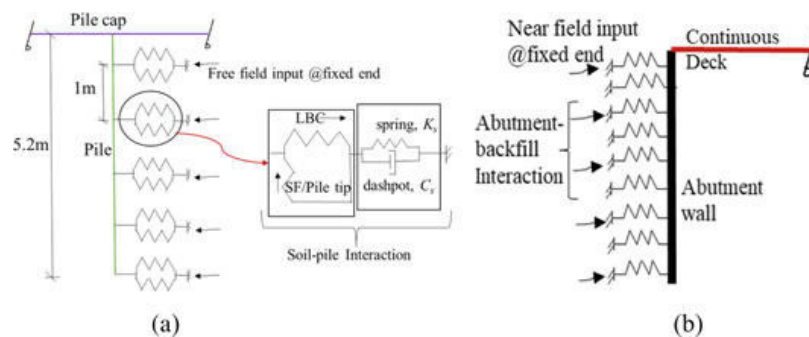 Pile cap
Free field input @fixed end
1m
5.2m
Pile
LBC
SF/Pile tip
spring, Ks
dashpot, Cs
Soil-pile Interaction
(a)
Near field input
@fixed end
Continuous
Deck
Abutment-
backfill
Interaction
Abutment
wall
(b)